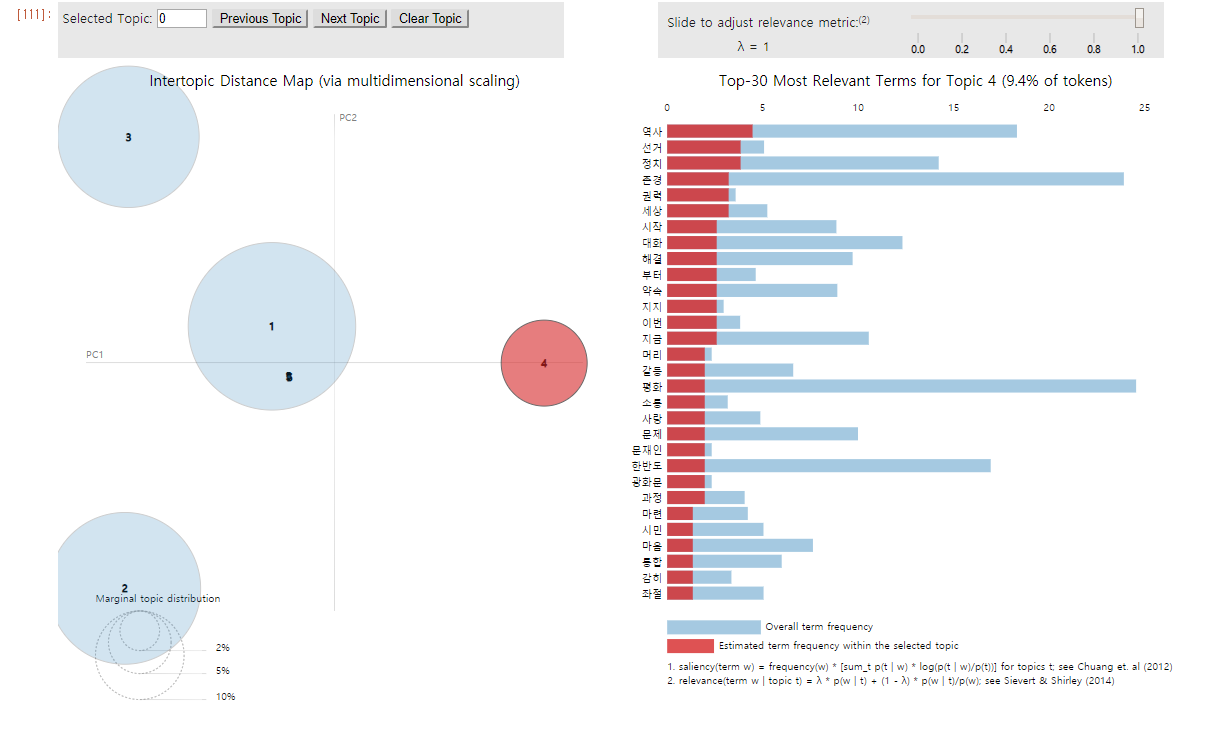 [111]:
Selected Topic: 0 Previous Topic Next Topic Clear Topic
Slide to adjust relevance metric:(2)
λ = 1
0.0 0.2 0.4 0.6 0.8 1.0
Intertopic Distance Map (via multidimensional scaling)
PC2
PC1
3
1
4
2
Marginal topic distribution
2%
5%
10%
Top-30 Most Relevant Terms for Topic 4 (9.4% of tokens)
0 5 10 15 20 25
역사
선거
정치
존경
권력
세상
시작
대화
해결
부터
약속
지지
이번
지금
머리
갈등
평화
소통
사랑
문제
문재인
한반도
광화문
과정
마련
시민
마음
통합
감히
좌절
Overall term frequency
Estimated term frequency within the selected topic
1. saliency(term w) = frequency(w) * [sum_t p(t | w) * log(p(t | w)/p(t))] for topics t; see Chuang et. al (2012)
2. relevance(term w | topic t) = λ * p(w | t) + (1 - λ) * p(w | t)/p(w); see Sievert & Shirley (2014)